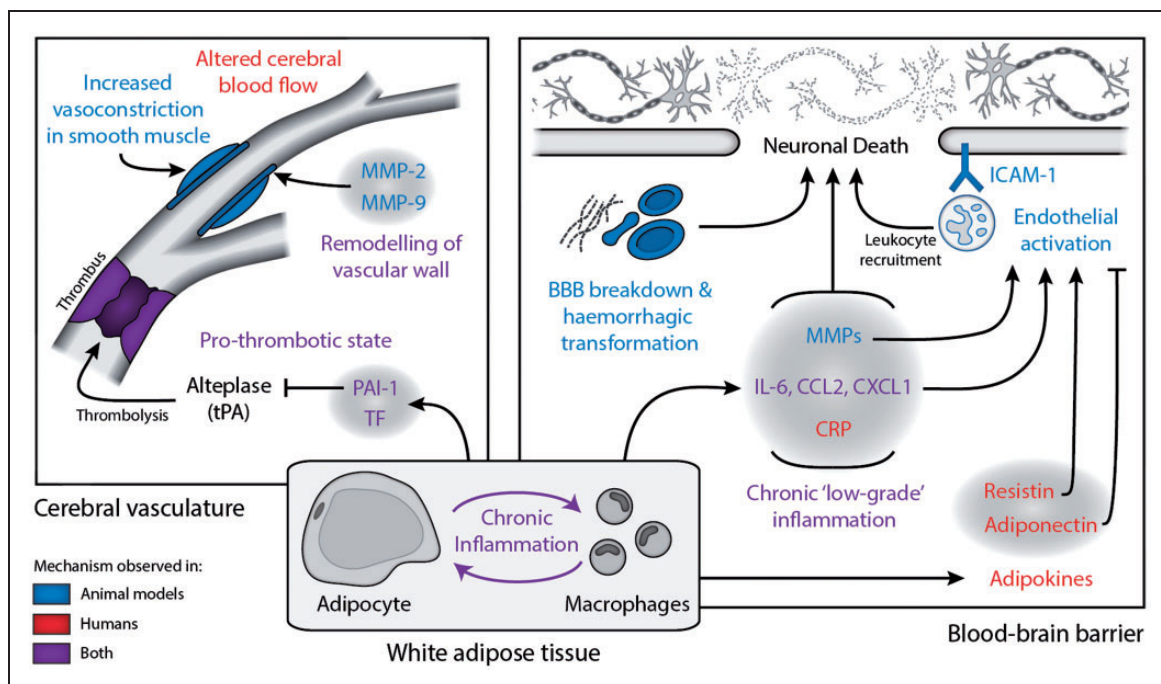 Altered cerebral
blood flow
Increased
vasoconstriction
in smooth muscle
MMP-2
MMP-9
Remodelling of
vascular wall
Thrombus
Pro-thrombotic state
Alteplase
(tPA)
Thrombolysis
PAI-1
TF
Cerebral vasculature
Mechanism observed in:
Animal models
Humans
Both
Chronic
Inflammation
Adipocyte
Macrophages
White adipose tissue
Neuronal Death
ICAM-1
Leukocyte
recruitment
Endothelial
activation
BBB breakdown &
haemorrhagic
transformation
MMPs
IL-6, CCL2, CXCL1
CRP
Chronic ‘low-grade’
inflammation
Resistin
Adiponectin
Adipokines
Blood-brain barrier